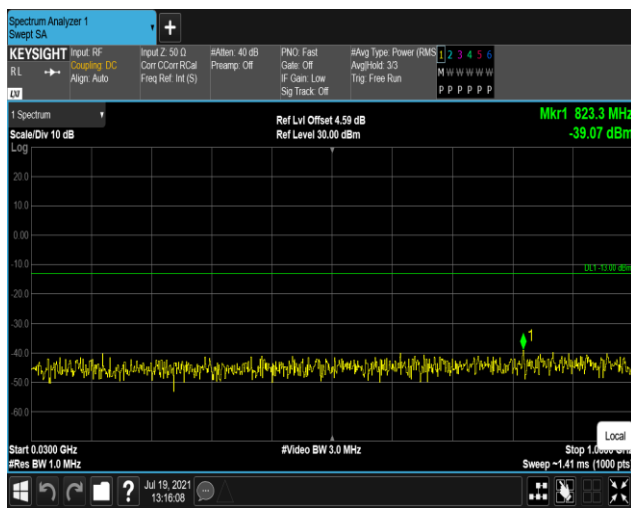 Spectrum Analyzer 1
Swept SA
+
KEYSIGHT Input: RF Input Z: 50 Ω #Atten: 40 dB PNO: Fast #Avg Type: Power (RMS 1 2 3 4 5 6
RL Coupling: DC Corr CCorr RCal Preamp: Off Gate: Off Avg|Hold: 3/3 M W W W W W
Align: Auto Freq Ref: Int (S) IF Gain: Low Trig: Free Run
LXI Sig Track: Off P P P P P P
1 Spectrum
Ref Lvl Offset 4.59 dB Mkr1 823.3 MHz
Scale/Div 10 dB Ref Level 30.00 dBm -39.07 dBm
Log
20.0
10.0
0.00
-10.0
DL1 -13.00 dBm
-20.0
-30.0
1
-40.0
-50.0
-60.0
Local
Start 0.0300 GHz #Video BW 3.0 MHz Stop
#Res BW 1.0 MHz Sweep ~1.41 ms (1000 pts)
? Jul 19, 2021
13:16:08